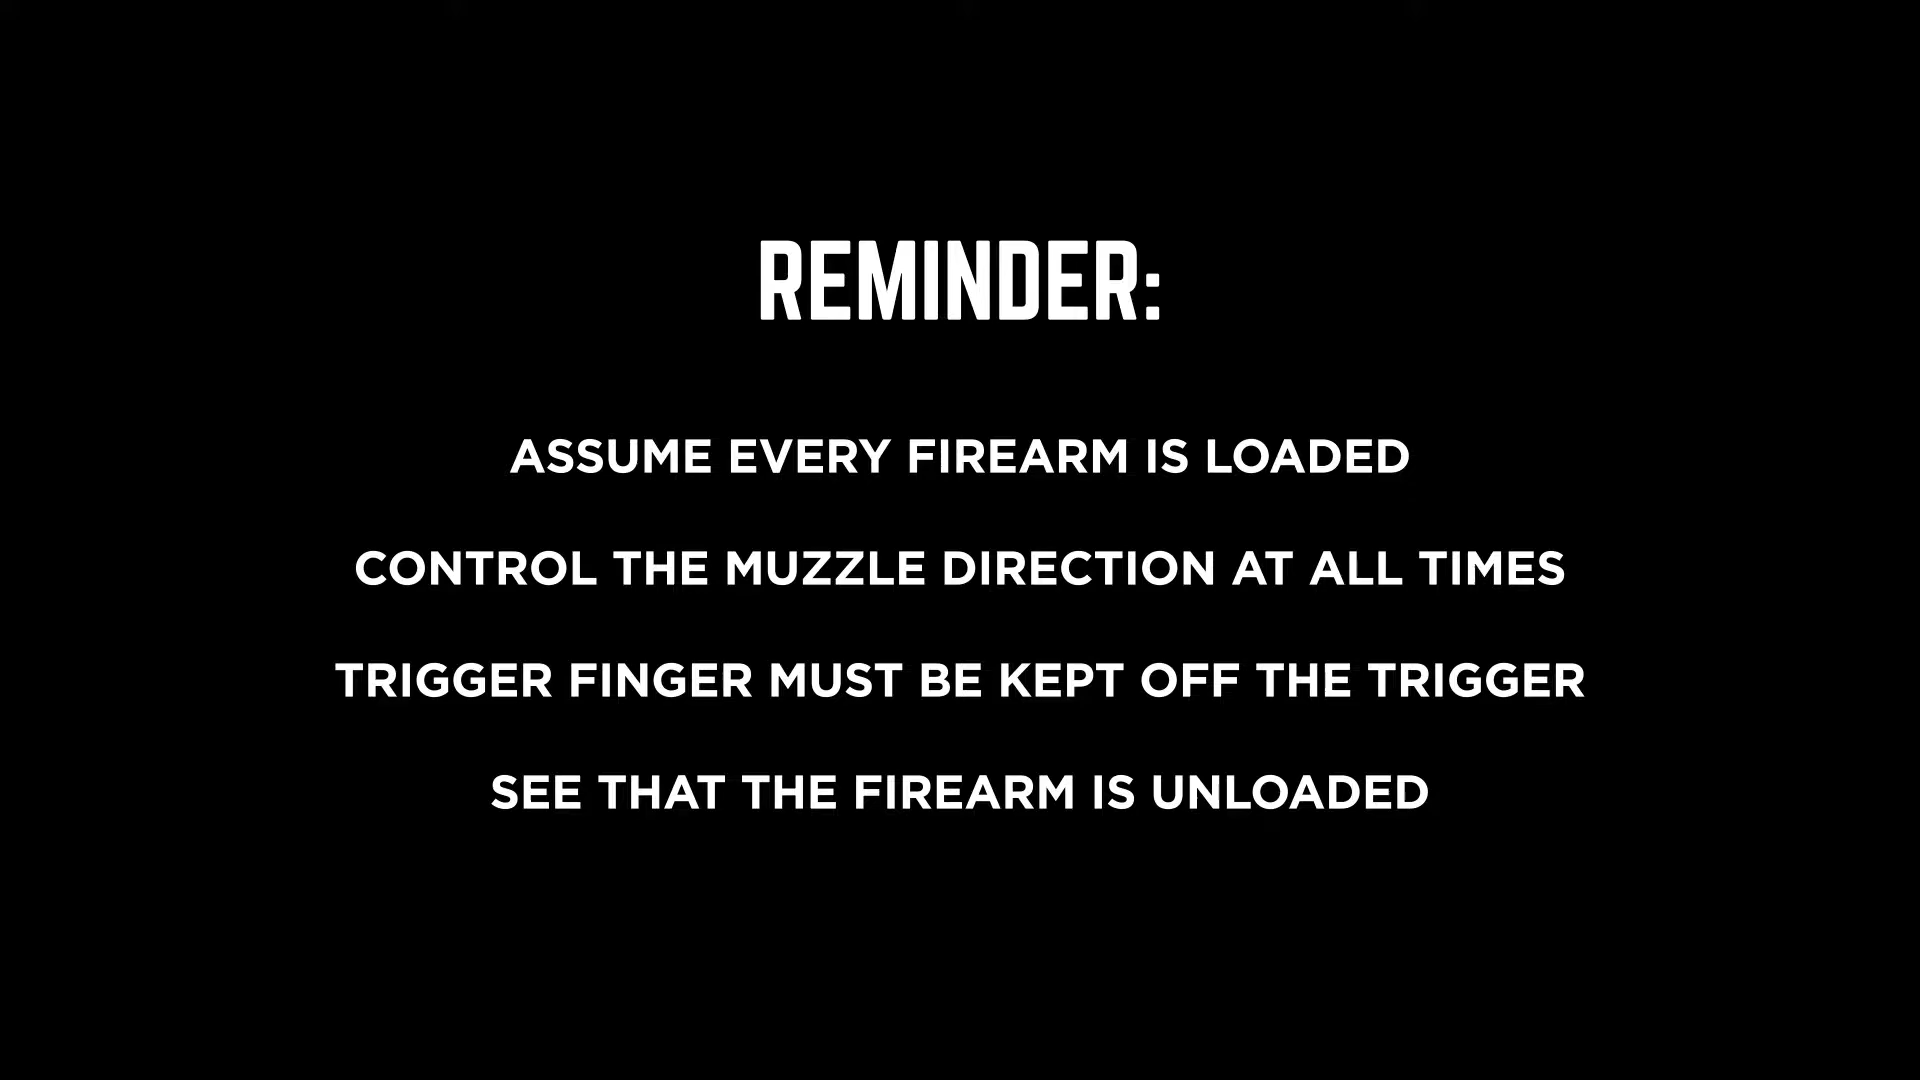 REMINDER:
ASSUME EVERY FIREARM IS LOADED
CONTROL THE MUZZLE DIRECTION AT ALL TIMES
TRIGGER FINGER MUST BE KEPT OFF THE TRIGGER
SEE THAT THE FIREARM IS UNLOADED